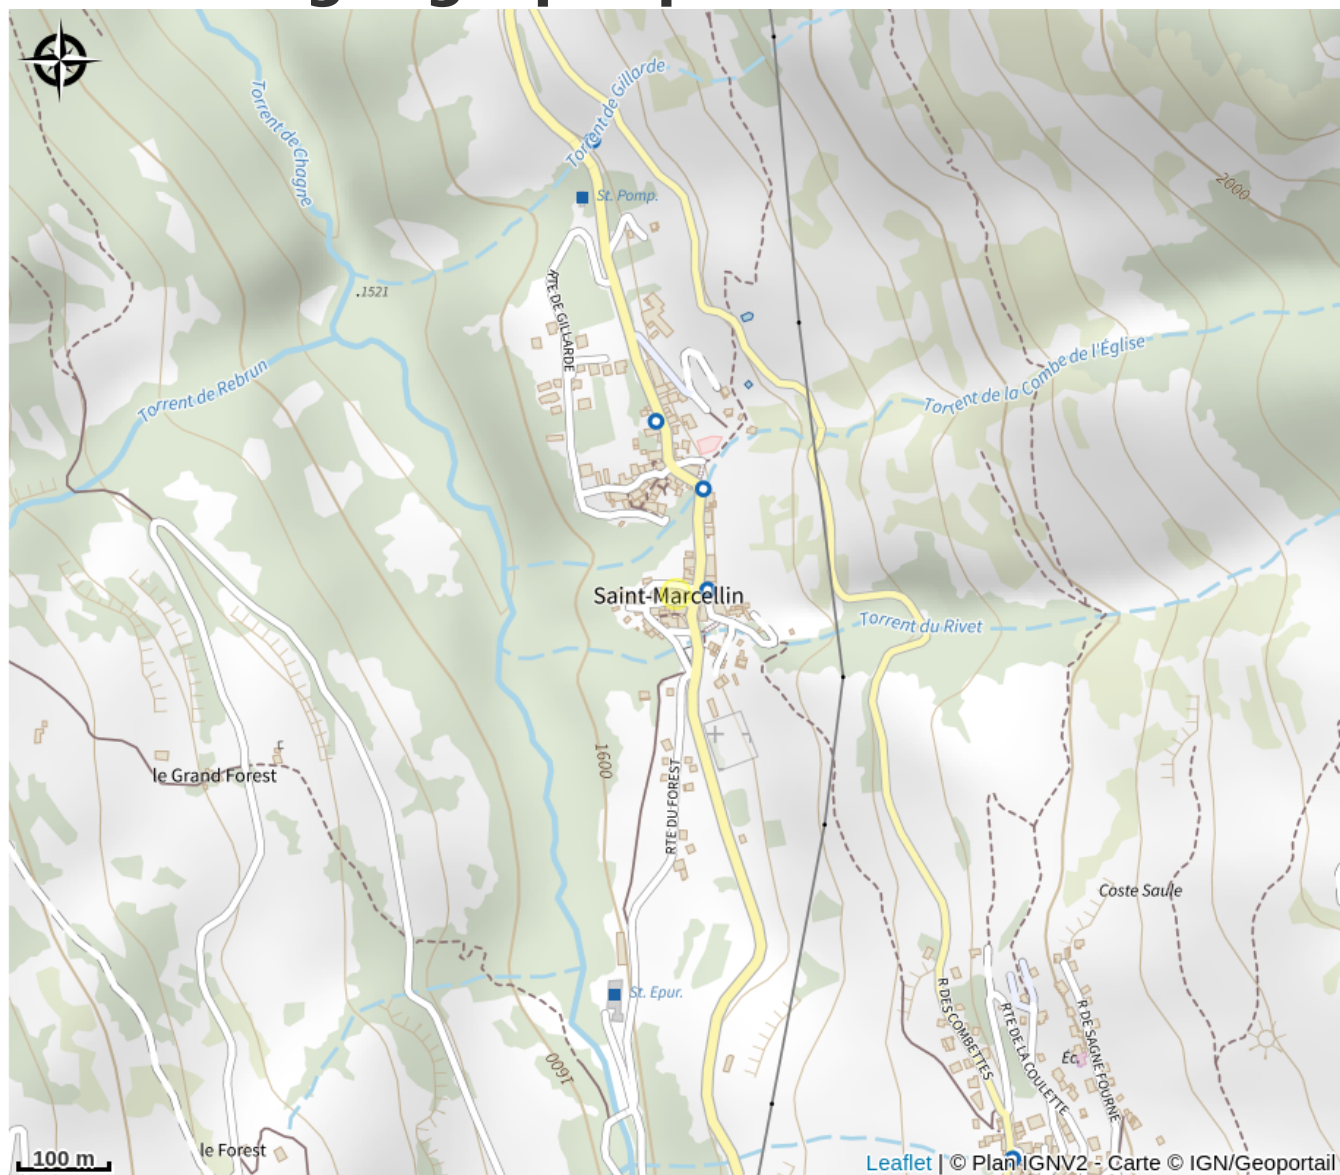 Torrent de Gillarde
Torrent de Chagne
St. Pomp.
2000
.1521
RTE DE GILLARDE
Torrent de la Combe de l'Église
Torrent de Rebrun
Saint-Marcellin
Torrent du Rivet
1600
le Grand Forest
RTE DU FOREST
Coste Saule
St. Epur.
R DES COMBETTES
RTE DE LA COULETTE
R DE SAGNE FOURNE
Éc.
1600
le Forest
100 m
Leaflet | © Plan IGNV2 - Carte © IGN/Geoportail